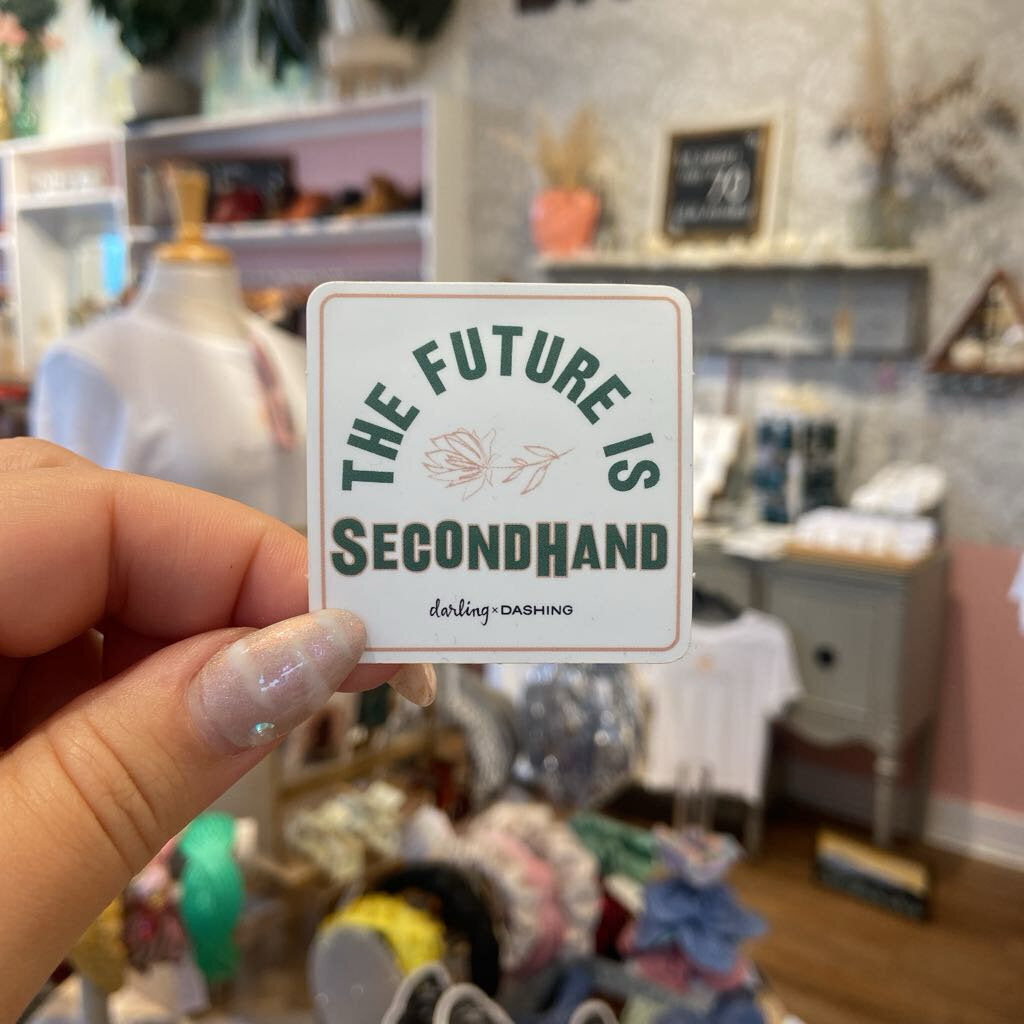 THE FUTURE IS
SECONDHAND
darling × DASHING